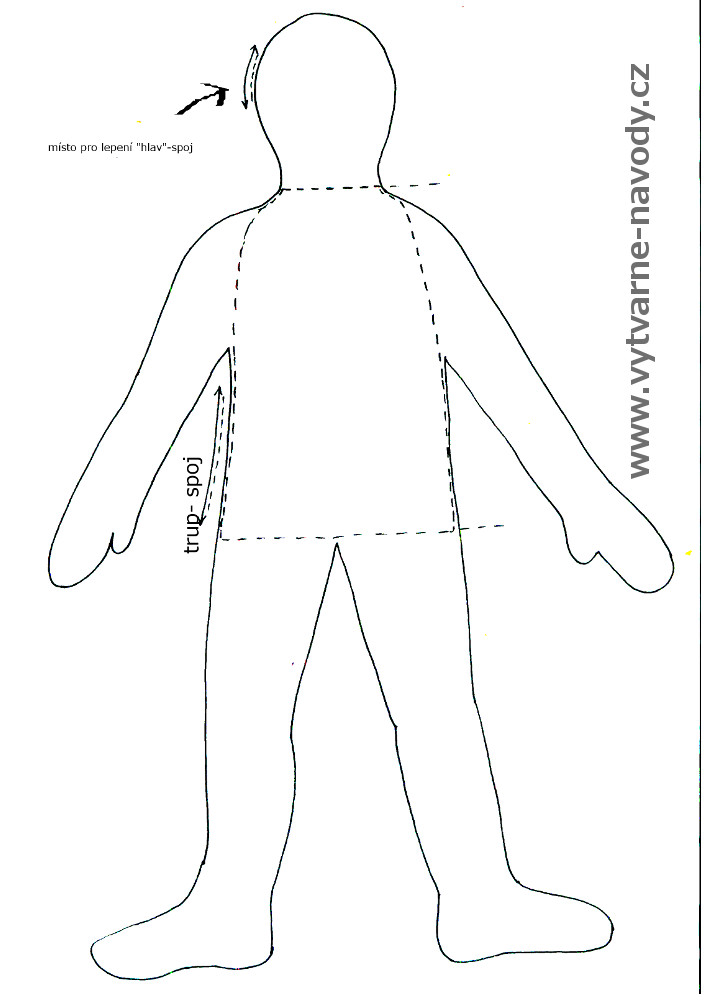 místo pro lepení "hlav"-spoj
trup- spoj
www.vytvarne-navody.cz